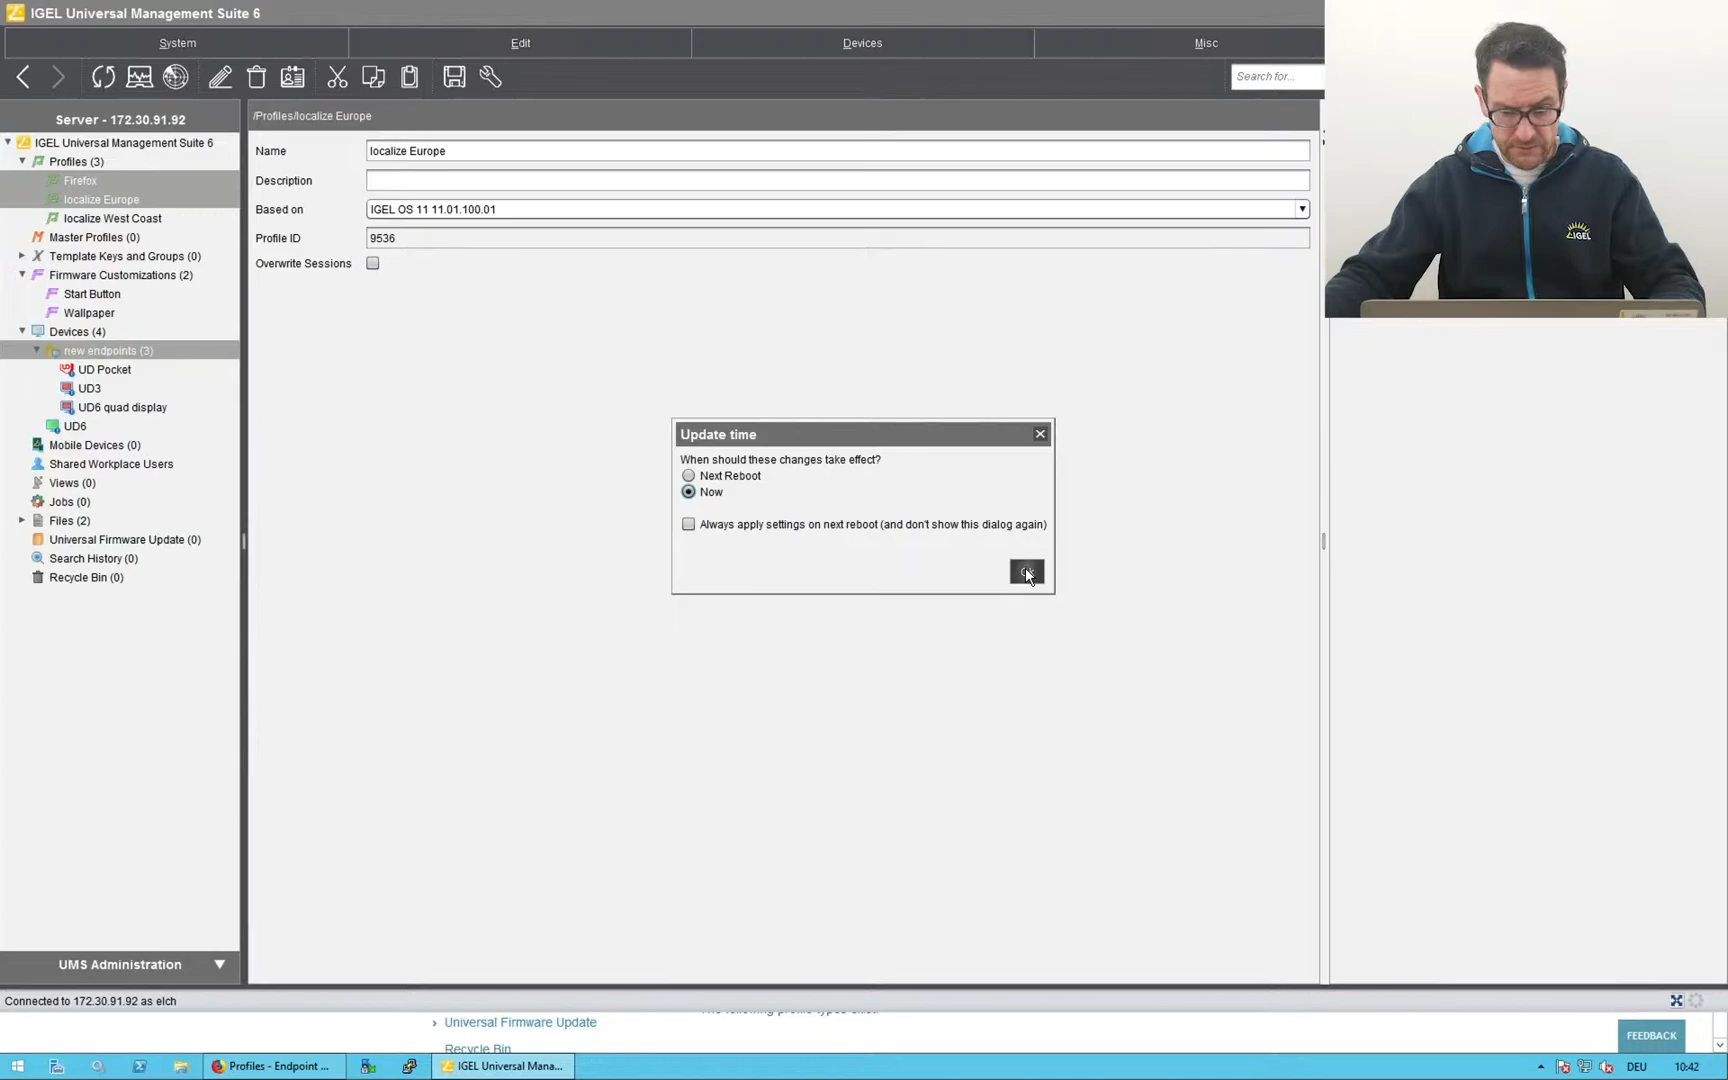 IGEL Universal Management Suite 6
System
Edit
Devices
Misc
Search for...
Server - 172.30.91.92
IGEL Universal Management Suite 6
Profiles (3)
Firefox
localize Europe
localize West Coast
Master Profiles (0)
Template Keys and Groups (0)
Firmware Customizations (2)
Start Button
Wallpaper
Devices (4)
new endpoints (3)
UD Pocket
UD3
UD6 quad display
UD6
Mobile Devices (0)
Shared Workplace Users
Views (0)
Jobs (0)
Files (2)
Universal Firmware Update (0)
Search History (0)
Recycle Bin (0)
UMS Administration
/Profiles/localize Europe
Name
localize Europe
Description
Based on
IGEL OS 11 11.01.100.01
Profile ID
9536
Overwrite Sessions
Update time
When should these changes take effect?
Next Reboot
Now
Always apply settings on next reboot (and don't show this dialog again)
IGEL
Connected to 172.30.91.92 as elch
The following profile types exist:
› Universal Firmware Update
Recycle Bin
FEEDBACK
Profiles - Endpoint ...
IGEL Universal Mana...
DEU
10:42